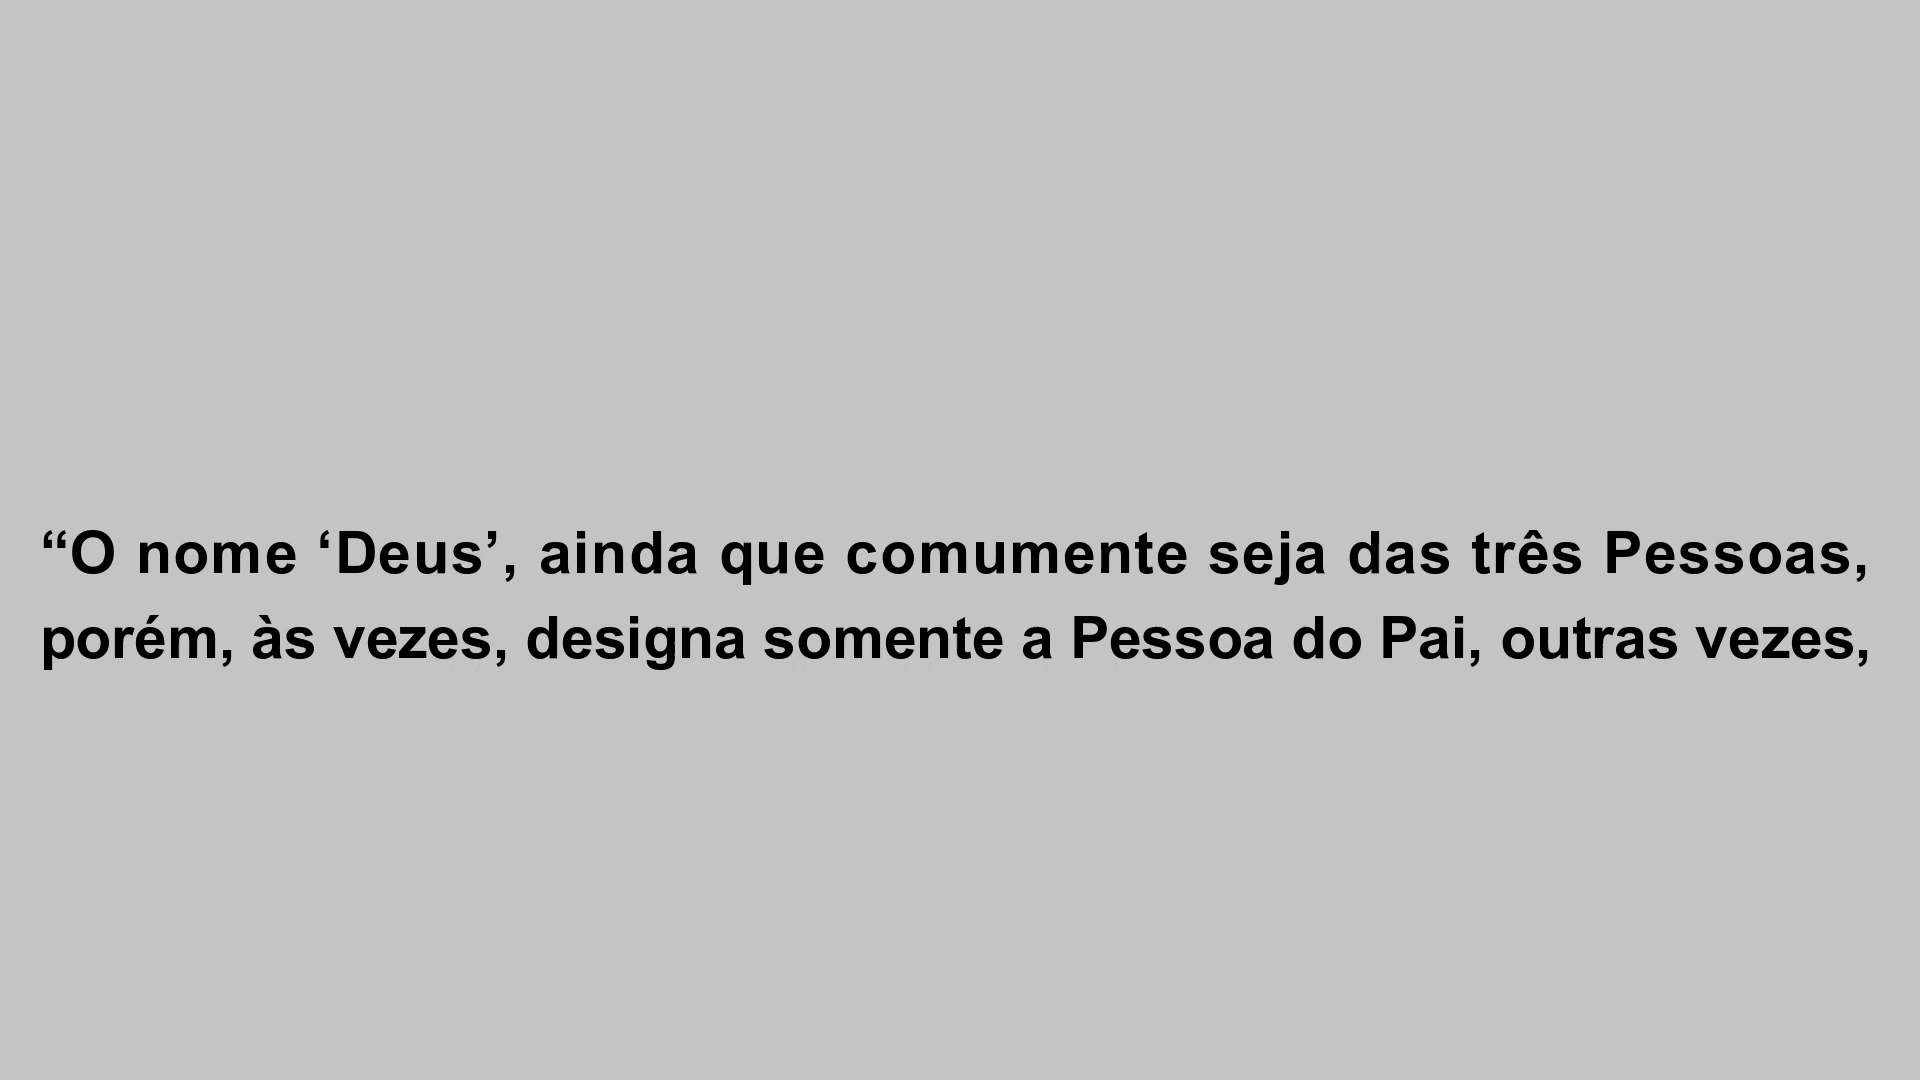 “O nome ‘Deus’, ainda que comumente seja das três Pessoas,
porém, às vezes, designa somente a Pessoa do Pai, outras vezes,